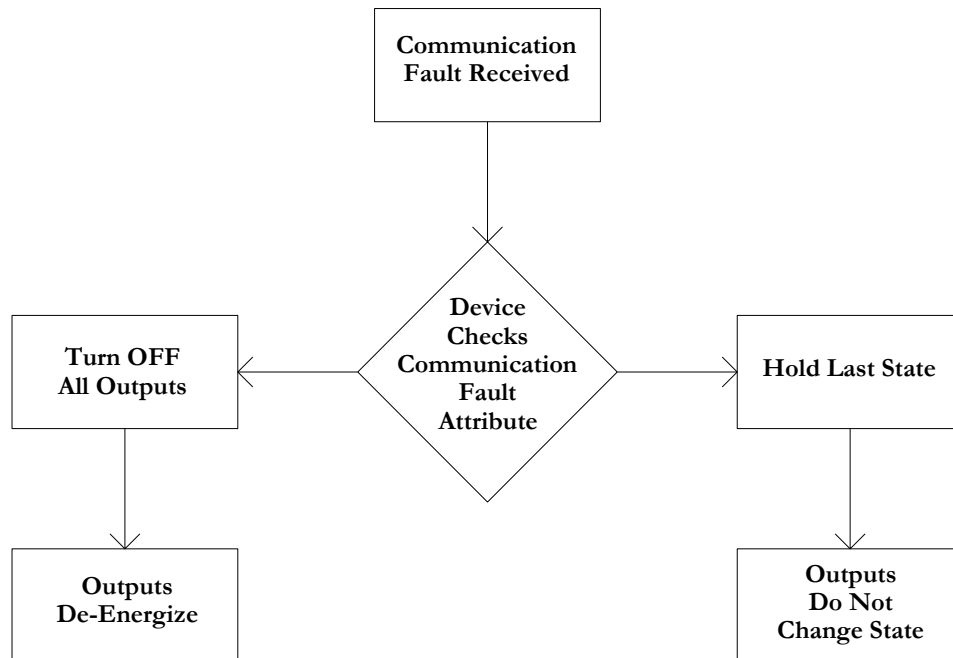 Communication
Fault Received
Device
Checks
Communication
Fault
Attribute
Turn OFF
All Outputs
Hold Last State
Outputs
De-Energize
Outputs
Do Not
Change State